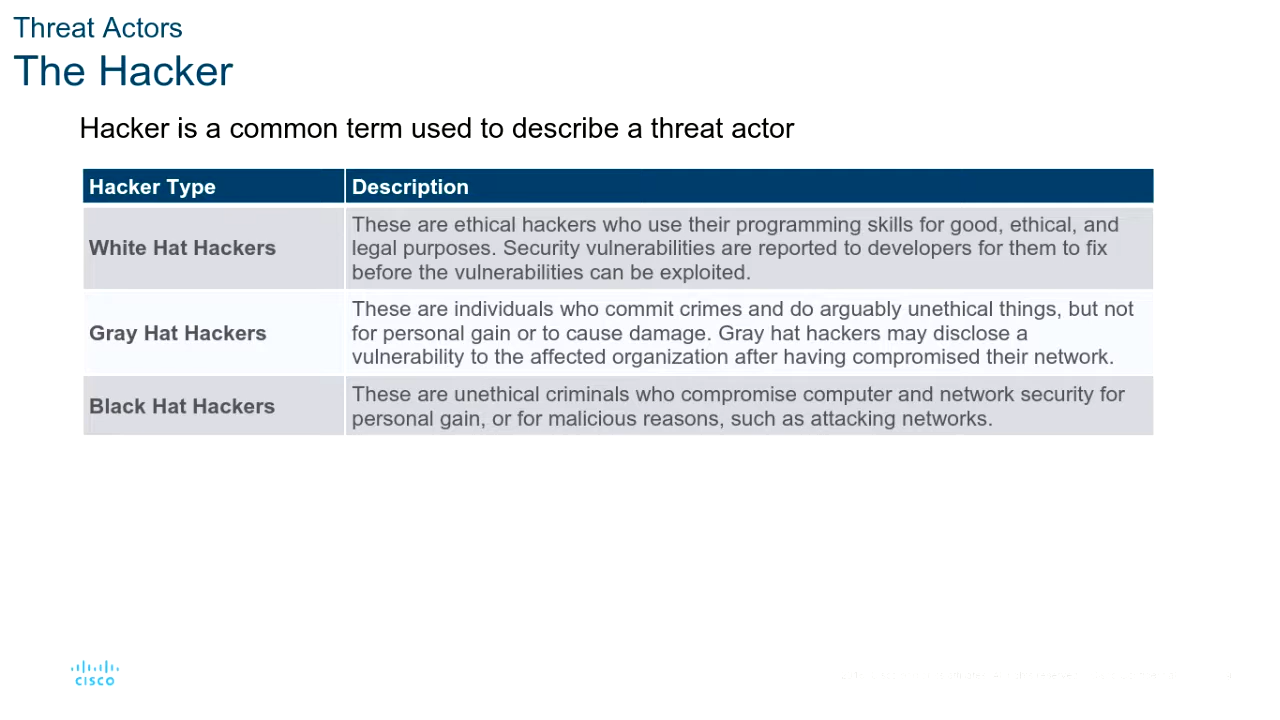 Threat Actors
The Hacker
Hacker is a common term used to describe a threat actor
Hacker Type
Description
White Hat Hackers
These are ethical hackers who use their programming skills for good, ethical, and
legal purposes. Security vulnerabilities are reported to developers for them to fix
before the vulnerabilities can be exploited.
Gray Hat Hackers
These are individuals who commit crimes and do arguably unethical things, but not
for personal gain or to cause damage. Gray hat hackers may disclose a
vulnerability to the affected organization after having compromised their network.
Black Hat Hackers
These are unethical criminals who compromise computer and network security for
personal gain, or for malicious reasons, such as attacking networks.
CISCO